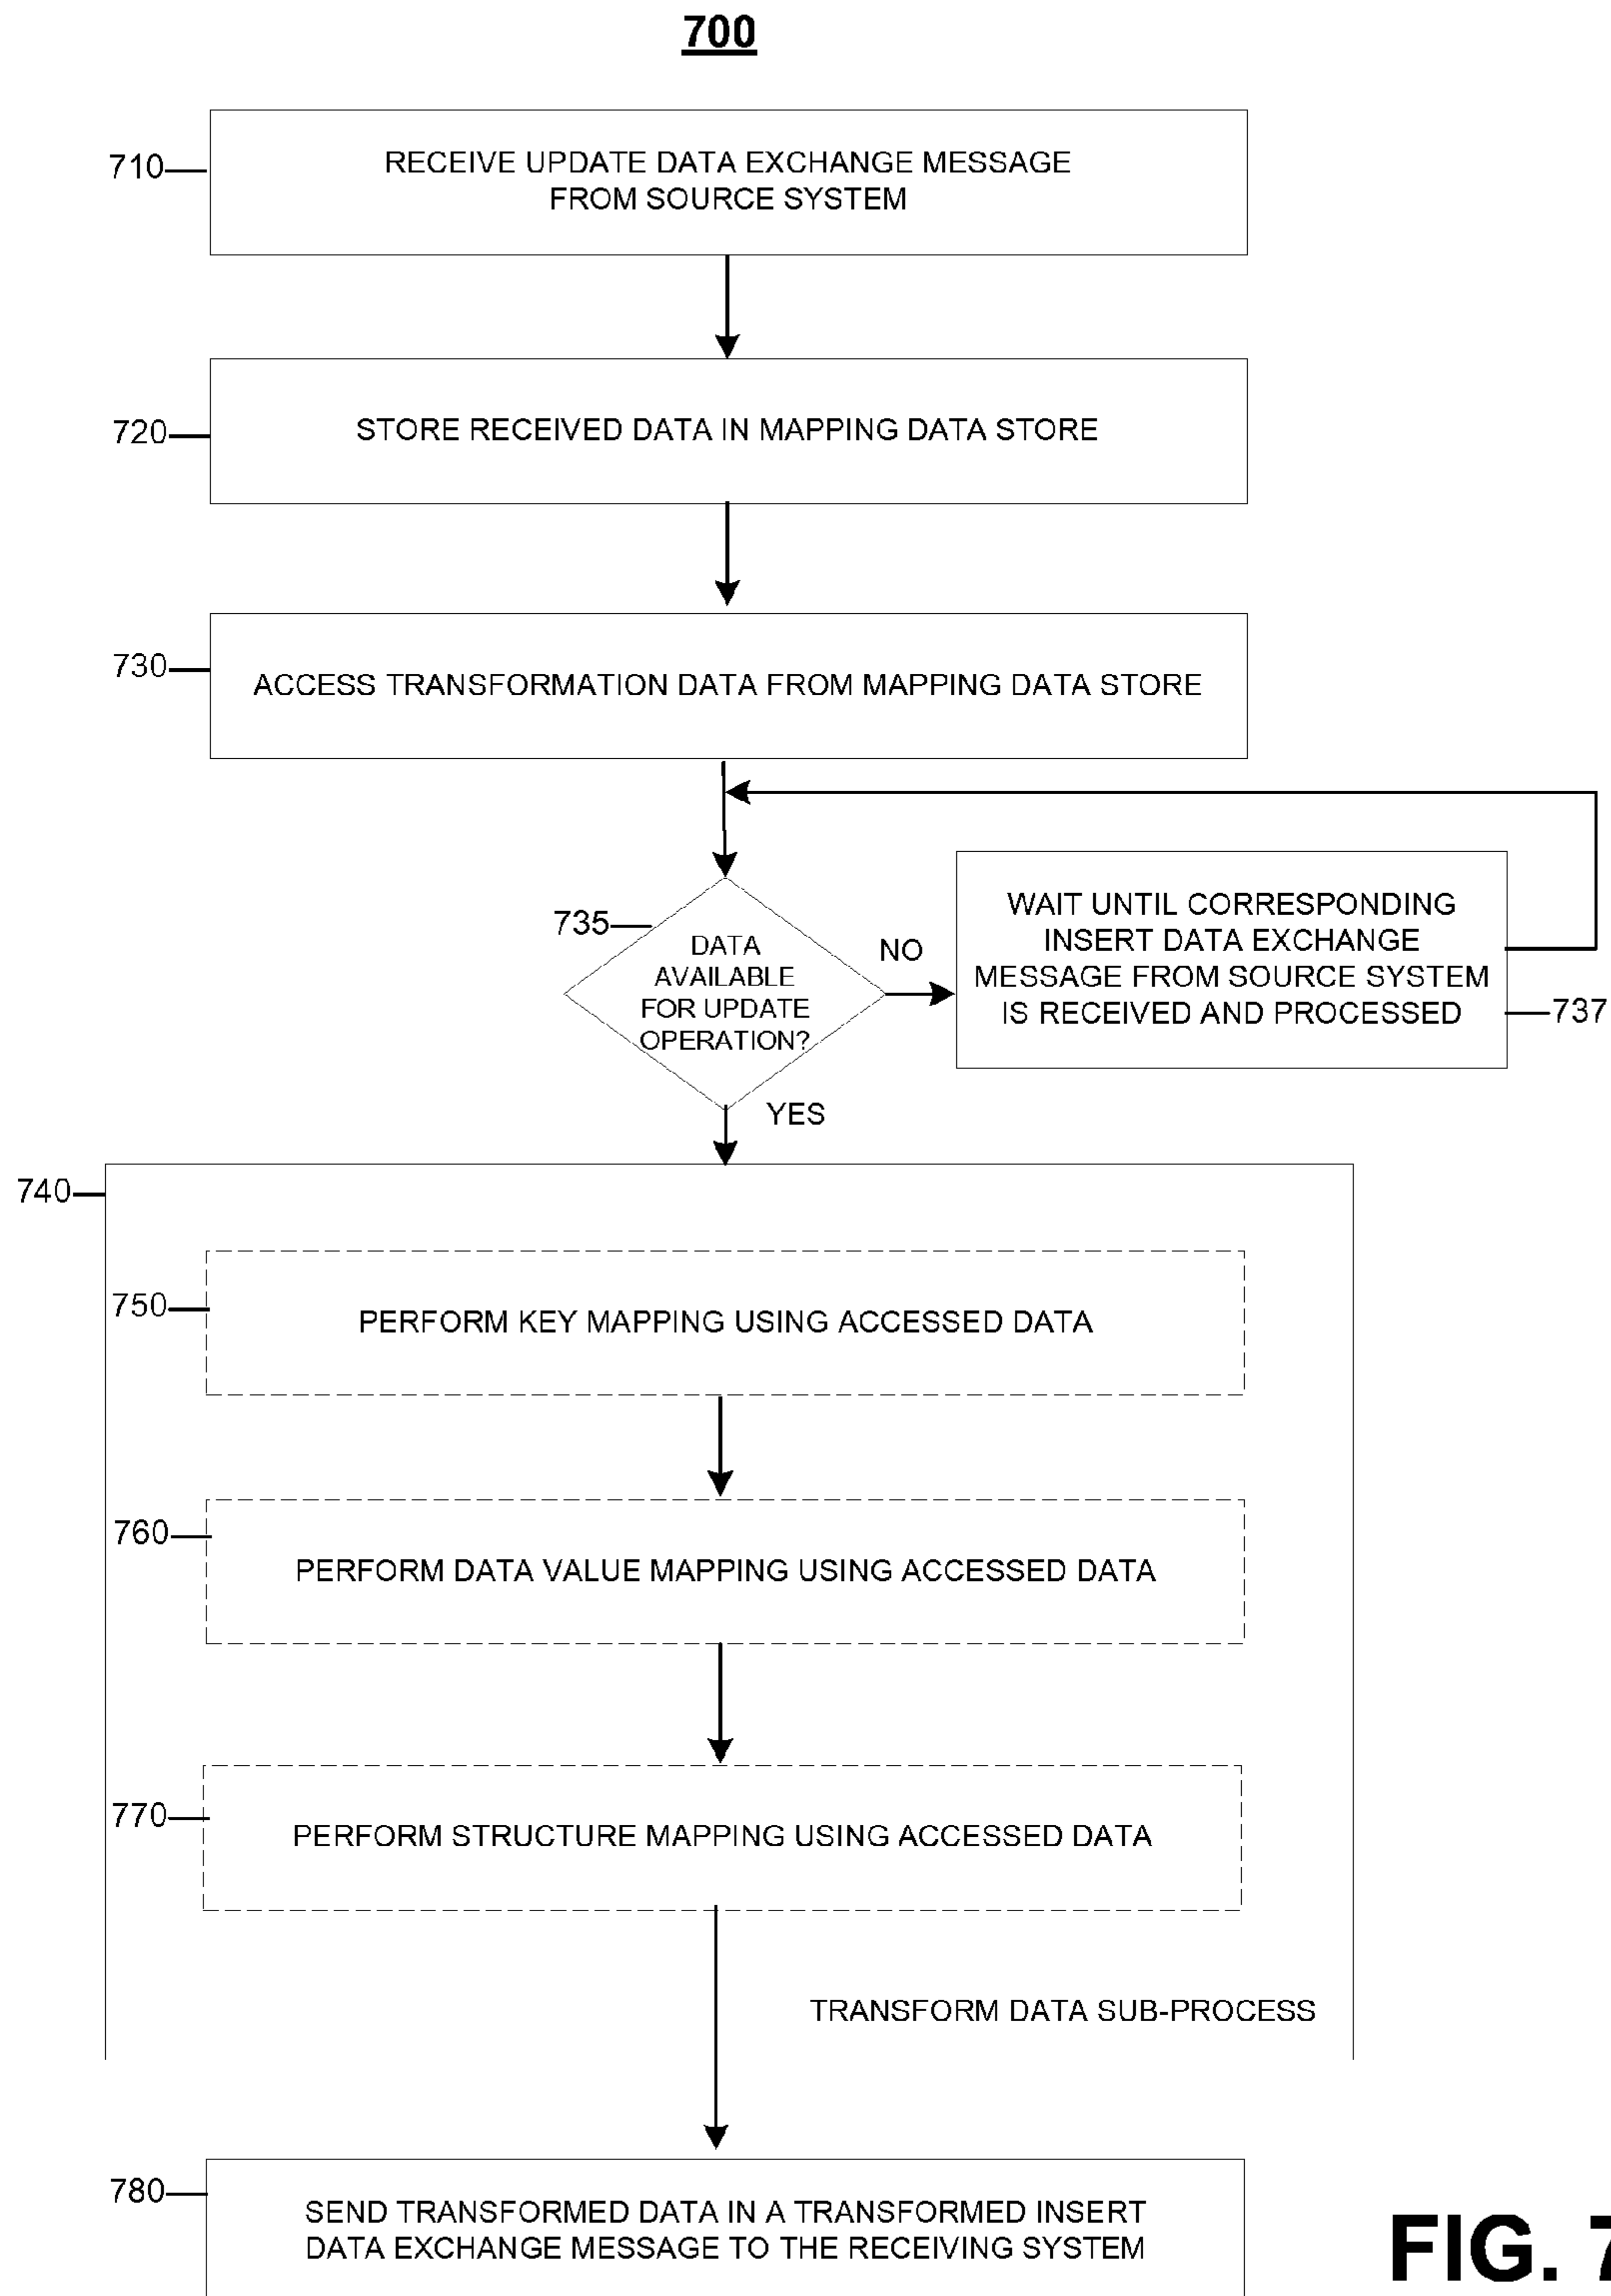 700
710
RECEIVE UPDATE DATA EXCHANGE MESSAGE
FROM SOURCE SYSTEM
720
STORE RECEIVED DATA IN MAPPING DATA STORE
730
ACCESS TRANSFORMATION DATA FROM MAPPING DATA STORE
735
DATA
AVAILABLE
FOR UPDATE
OPERATION?
NO
WAIT UNTIL CORRESPONDING
INSERT DATA EXCHANGE
MESSAGE FROM SOURCE SYSTEM
IS RECEIVED AND PROCESSED
737
YES
740
750
PERFORM KEY MAPPING USING ACCESSED DATA
760
PERFORM DATA VALUE MAPPING USING ACCESSED DATA
770
PERFORM STRUCTURE MAPPING USING ACCESSED DATA
TRANSFORM DATA SUB-PROCESS
780
SEND TRANSFORMED DATA IN A TRANSFORMED INSERT
DATA EXCHANGE MESSAGE TO THE RECEIVING SYSTEM
FIG. 7